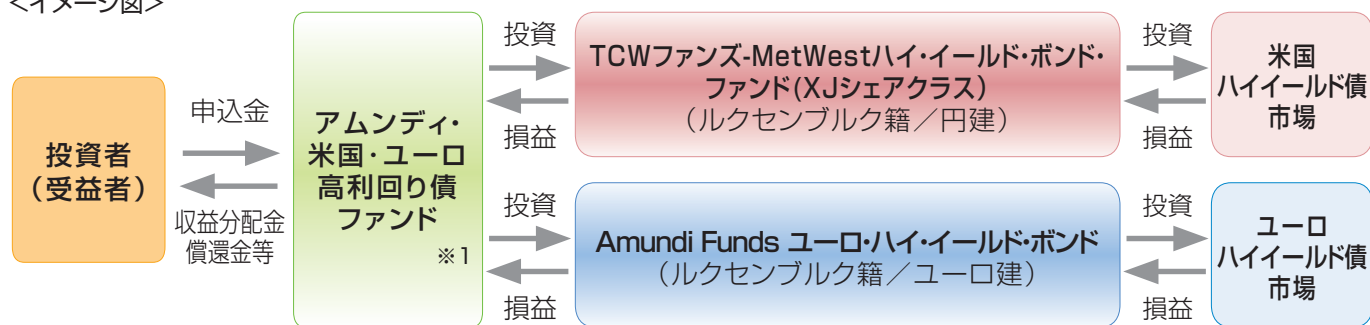 <イメージ図>
投資者
(受益者)
申込金
収益分配金
償還金等
アムンディ・
米国・ユーロ
高利回り債
ファンド
※1
投資
損益
TCWファンズ-MetWestハイ・イールド・ボンド・
ファンド(XJシェアクラス)
(ルクセンブルク籍／円建)
投資
損益
米国
ハイイールド債
市場
投資
損益
Amundi Funds ユーロ・ハイ・イールド・ボンド
(ルクセンブルク籍／ユーロ建)
投資
損益
ユーロ
ハイイールド債
市場